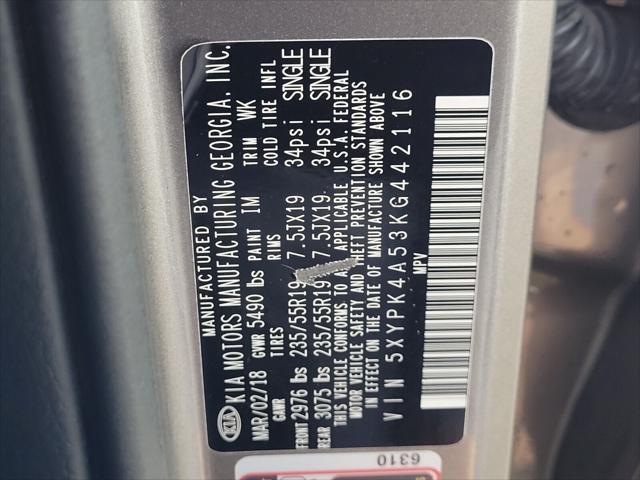 MANUFACTURED BY
KIA KIA MOTORS MANUFACTURING GEORGIA, INC.
MAR/02/18 GVWR 5490 lbs PAINT IM TRIM WK
GAWR TIRES RIMS COLD TIRE INFL
FRONT 2976 lbs 235/55R19 7.5JX19 34psi SINGLE
REAR 3075 lbs 235/55R19 7.5JX19 34psi SINGLE
THIS VEHICLE CONFORMS TO ALL APPLICABLE U.S.A. FEDERAL
MOTOR VEHICLE SAFETY AND THEFT PREVENTION STANDARDS
IN EFFECT ON THE DATE OF MANUFACTURE SHOWN ABOVE
VIN 5XYPK4A53KG442116
MPV
6310